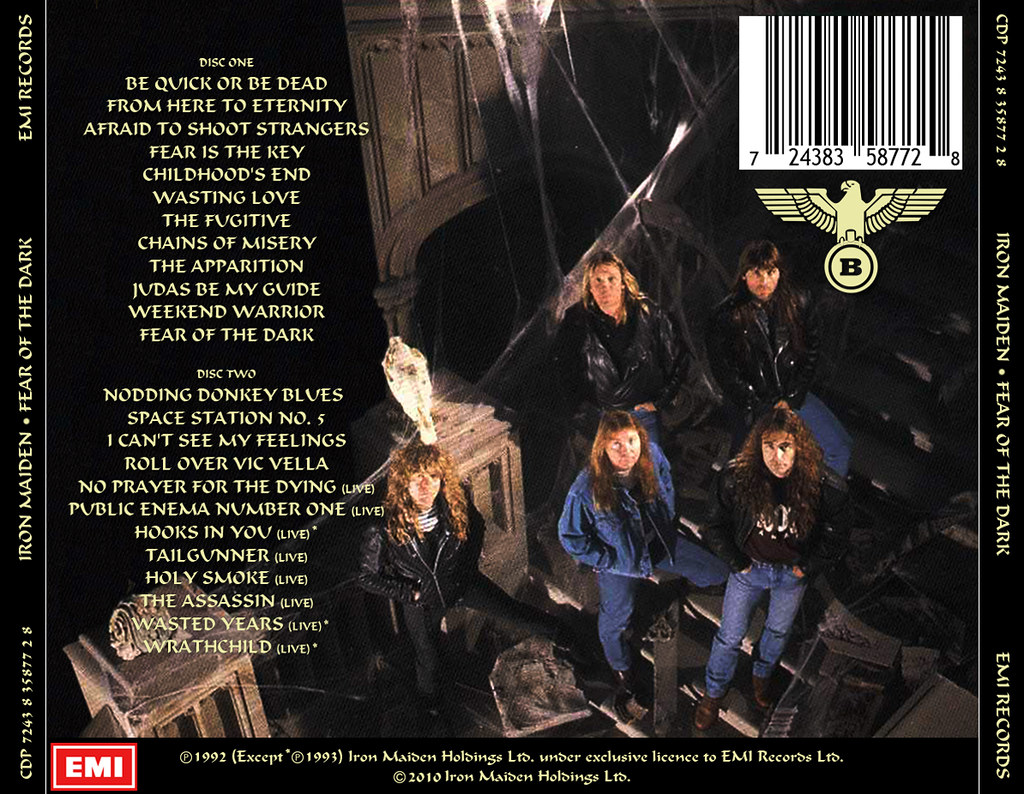 DISC ONE
BE QUICK OR BE DEAD
FROM HERE TO ETERNITY
AFRAID TO SHOOT STRANGERS
FEAR IS THE KEY
CHILDHOOD'S END
WASTING LOVE
THE FUGITIVE
CHAINS OF MISERY
THE APPARITION
JUDAS BE MY GUIDE
WEEKEND WARRIOR
FEAR OF THE DARK
DISC TWO
NODDING DONKEY BLUES
SPACE STATION NO. 5
I CAN'T SEE MY FEELINGS
ROLL OVER VIC VELLA
NO PRAYER FOR THE DYING (LIVE)
PUBLIC ENEMA NUMBER ONE (LIVE)
HOOKS IN YOU (LIVE)*
TAILGUNNER (LIVE)
HOLY SMOKE (LIVE)
THE ASSASSIN (LIVE)
WASTED YEARS (LIVE)*
WRATHCHILD (LIVE)*
7 24383 58772 8
B
EMI
℗1992 (Except *℗1993) Iron Maiden Holdings Ltd. under exclusive licence to EMI Records Ltd.
©2010 Iron Maiden Holdings Ltd.
CDP 7243 8 35877 2 8
IRON MAIDEN • FEAR OF THE DARK
EMI RECORDS
CDP 7243 8 35877 2 8
IRON MAIDEN • FEAR OF THE DARK
EMI RECORDS